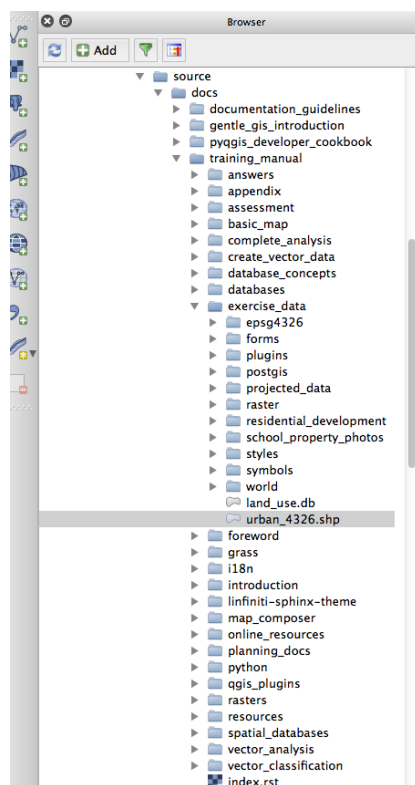 Browser
Add
source
docs
documentation_guidelines
gentle_gis_introduction
pyqgis_developer_cookbook
training_manual
answers
appendix
assessment
basic_map
complete_analysis
create_vector_data
database_concepts
databases
exercise_data
epsg4326
forms
plugins
postgis
projected_data
raster
residential_development
school_property_photos
styles
symbols
world
land_use.db
urban_4326.shp
foreword
grass
i18n
introduction
linfiniti-sphinx-theme
map_composer
online_resources
planning_docs
python
qgis_plugins
rasters
resources
spatial_databases
vector_analysis
vector_classification
index.rst